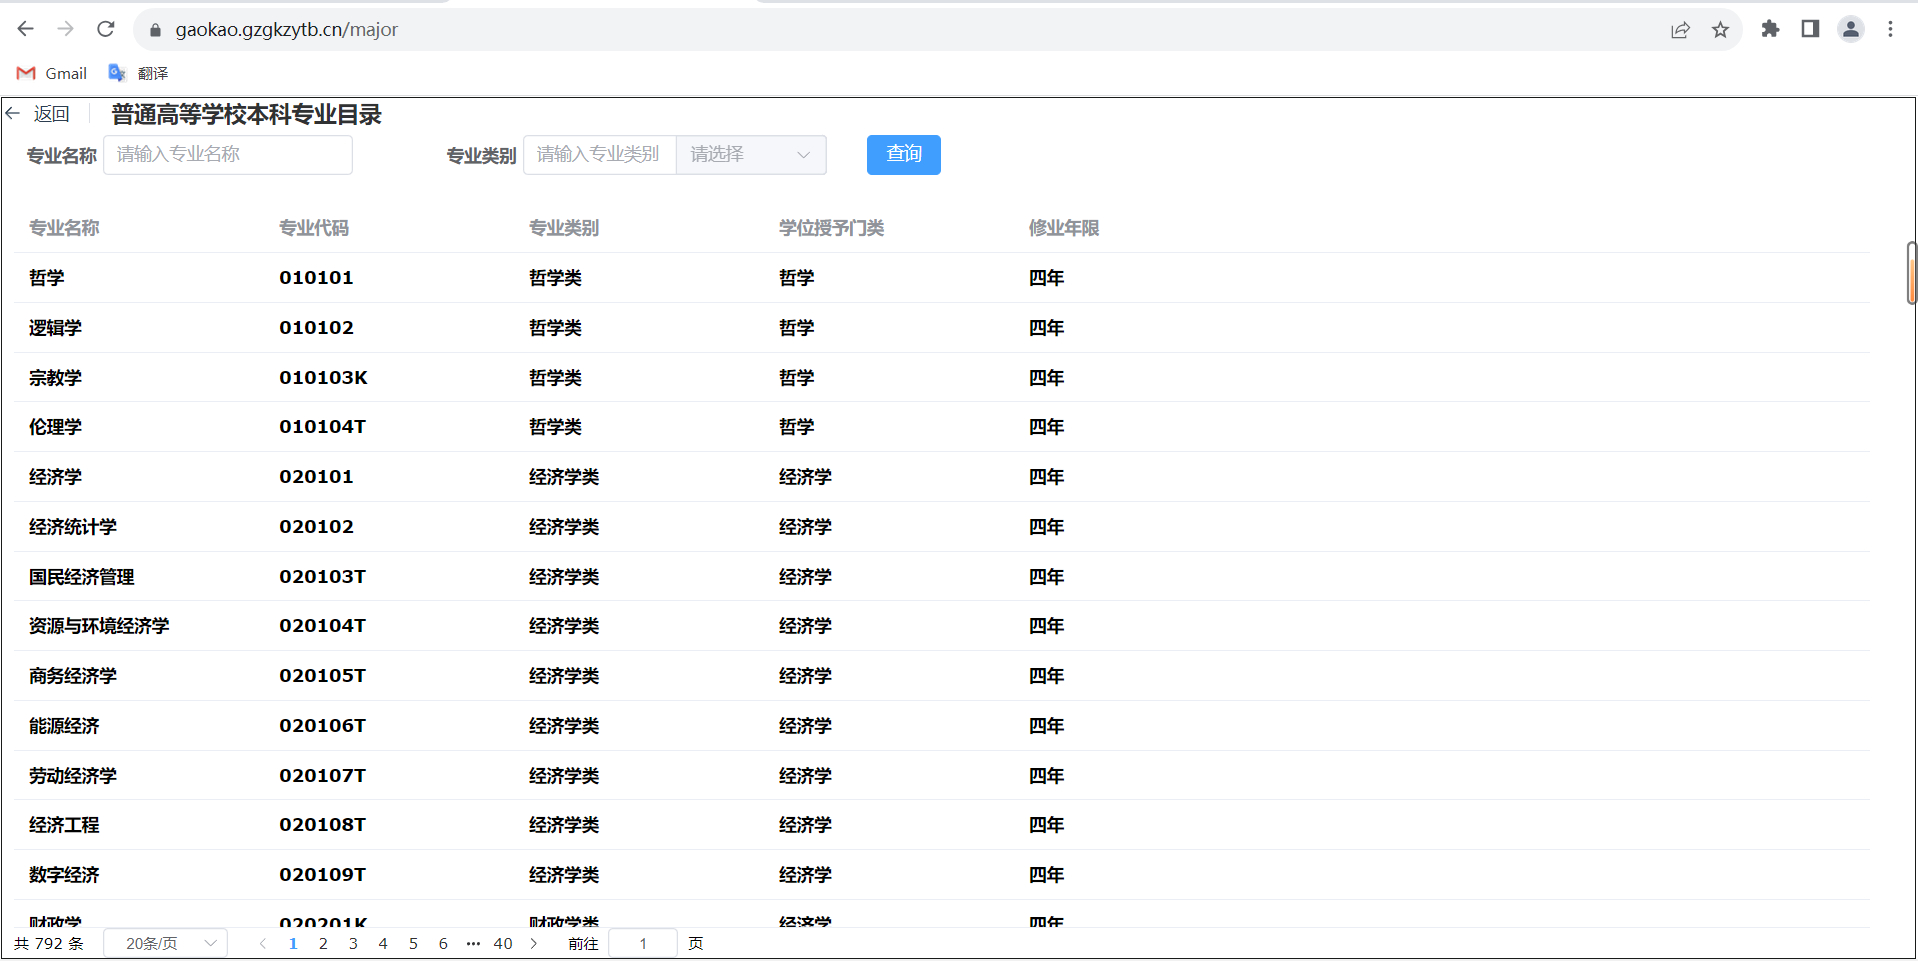 gaokao.gzgkzytb.cn/major
Gmail 翻译
返回 普通高等学校本科专业目录
专业名称 请输入专业名称 专业类别 请输入专业类别 请选择 查询
专业名称 专业代码 专业类别 学位授予门类 修业年限
哲学 010101 哲学类 哲学 四年
逻辑学 010102 哲学类 哲学 四年
宗教学 010103K 哲学类 哲学 四年
伦理学 010104T 哲学类 哲学 四年
经济学 020101 经济学类 经济学 四年
经济统计学 020102 经济学类 经济学 四年
国民经济管理 020103T 经济学类 经济学 四年
资源与环境经济学 020104T 经济学类 经济学 四年
商务经济学 020105T 经济学类 经济学 四年
能源经济 020106T 经济学类 经济学 四年
劳动经济学 020107T 经济学类 经济学 四年
经济工程 020108T 经济学类 经济学 四年
数字经济 020109T 经济学类 经济学 四年
财政学 020201K 财政学类 经济学 四年
共 792 条 20条/页 1 2 3 4 5 6 ••• 40 前往 1 页